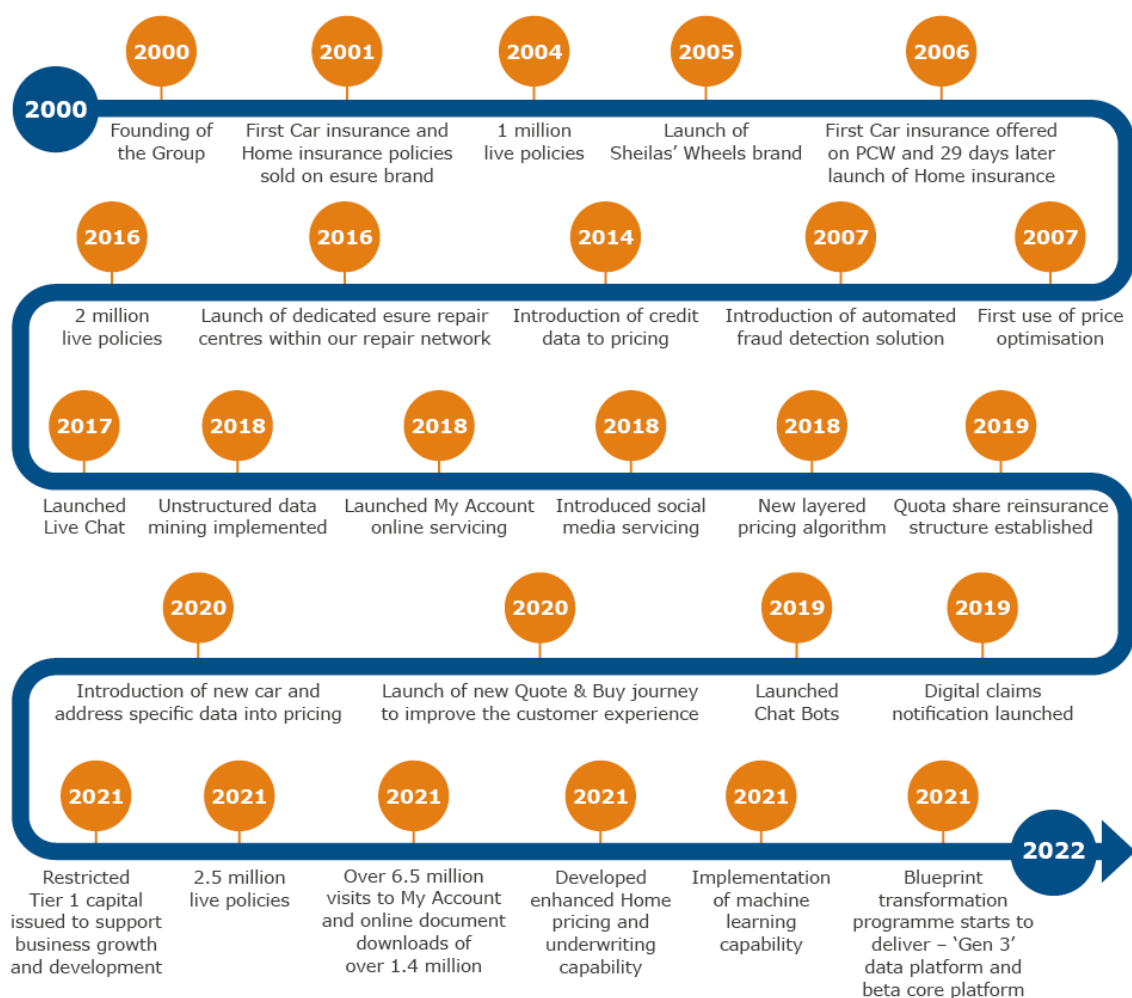 2000
2000
Founding of
the Group
2001
First Car insurance and
Home insurance policies
sold on esure brand
2004
1 million
live policies
2005
Launch of
Sheilas’ Wheels brand
2006
First Car insurance offered
on PCW and 29 days later
launch of Home insurance
2007
First use of price
optimisation
2007
Introduction of automated
fraud detection solution
2014
Introduction of credit
data to pricing
2016
Launch of dedicated esure repair
centres within our repair network
2016
2 million
live policies
2017
Launched
Live Chat
2018
Unstructured data
mining implemented
2018
Launched My Account
online servicing
2018
Introduced social
media servicing
2018
New layered
pricing algorithm
2019
Quota share reinsurance
structure established
2019
Digital claims
notification launched
2019
Launched
Chat Bots
2020
Launch of new Quote & Buy journey
to improve the customer experience
2020
Introduction of new car and
address specific data into pricing
2021
Restricted
Tier 1 capital
issued to support
business growth
and development
2021
2.5 million
live policies
2021
Over 6.5 million
visits to My Account
and online document
downloads of
over 1.4 million
2021
Developed
enhanced Home
pricing and
underwriting
capability
2021
Implementation
of machine
learning
capability
2021
Blueprint
transformation
programme starts to
deliver – ‘Gen 3’
data platform and
beta core platform
2022